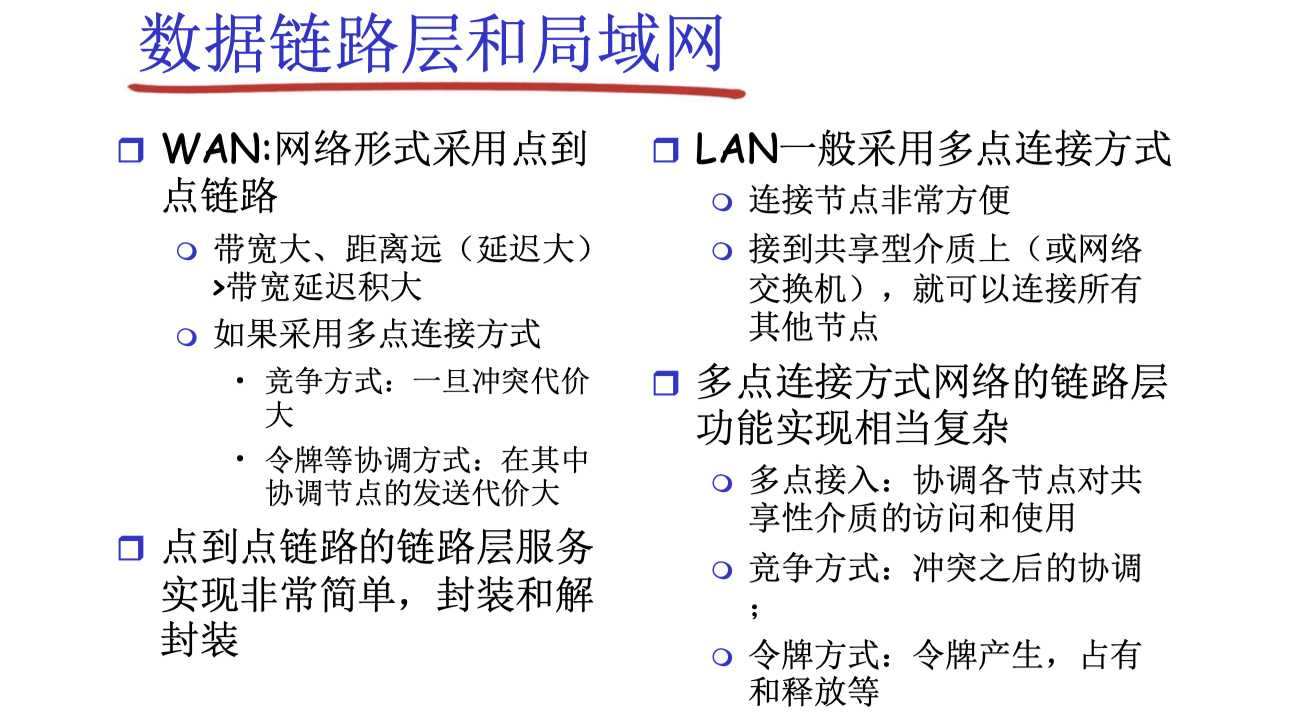 数据链路层和局域网
WAN:网络形式采用点到
点链路
带宽大、距离远（延迟大）
>带宽延迟积大
如果采用多点连接方式
• 竞争方式：一旦冲突代价
大
• 令牌等协调方式：在其中
协调节点的发送代价大
点到点链路的链路层服务
实现非常简单，封装和解
封装
LAN一般采用多点连接方式
连接节点非常方便
接到共享型介质上（或网络
交换机），就可以连接所有
其他节点
多点连接方式网络的链路层
功能实现相当复杂
多点接入：协调各节点对共
享性介质的访问和使用
竞争方式：冲突之后的协调
；
令牌方式：令牌产生，占有
和释放等